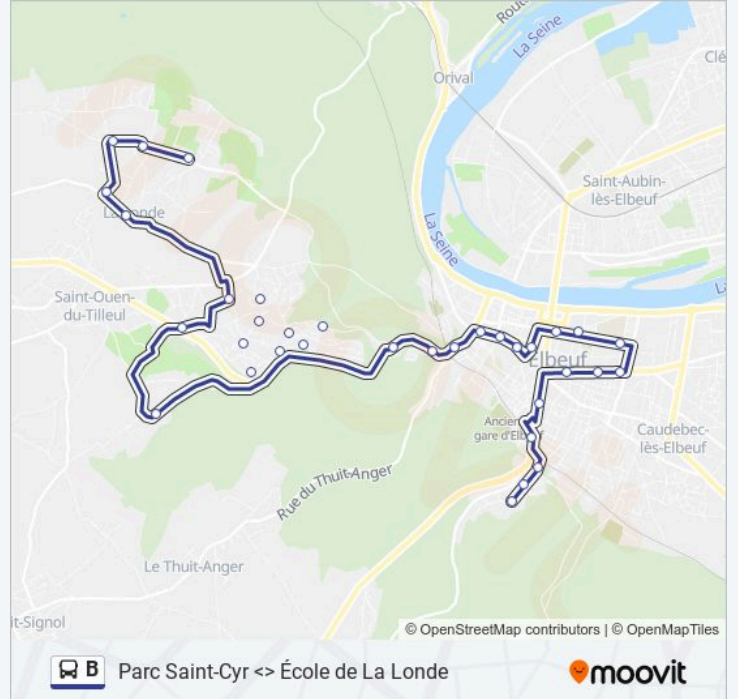 Route
La Seine
Clé
Orival
Saint-Aubin-
lès-Elbeuf
La Londe
La Seine
La
Saint-Ouen-
du-Tilleul
Elbeuf
Ancien
gare d'Elbeuf
Caudebec-
lès-Elbeuf
Rue du Thuit-Anger
Le Thuit-Anger
it-Signol
© OpenStreetMap contributors | © OpenMapTiles
B Parc Saint-Cyr <> École de La Londe
moovit